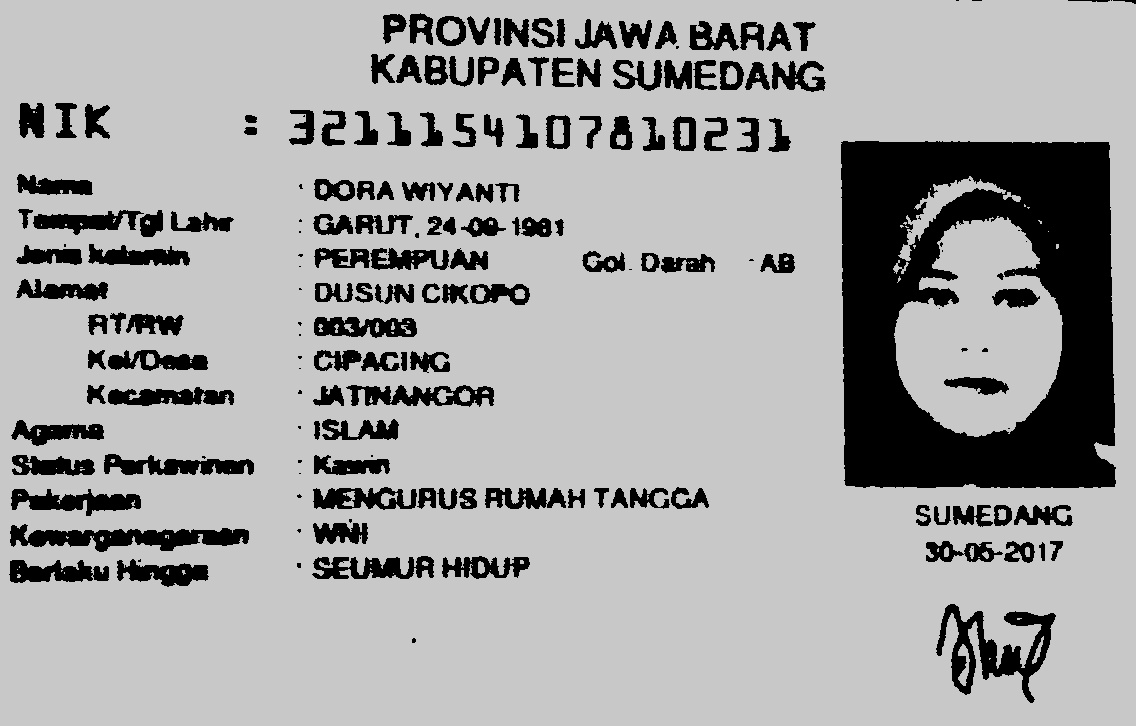 PROVINSI JAWA BARAT
KABUPATEN SUMEDANG
NIK : 3211154107810231
Nama : DORA WIYANTI
Tempat/Tgl Lahir : GARUT, 24-09-1981
Jenis kelamin : PEREMPUAN Gol. Darah : AB
Alamat : DUSUN CIKOPO
RT/RW : 003/003
Kel/Desa : CIPACING
Kecamatan : JATINANGOR
Agama : ISLAM
Status Perkawinan : Kawin
Pekerjaan : MENGURUS RUMAH TANGGA
Kewarganegaraan : WNI
Berlaku Hingga : SEUMUR HIDUP
SUMEDANG
30-05-2017